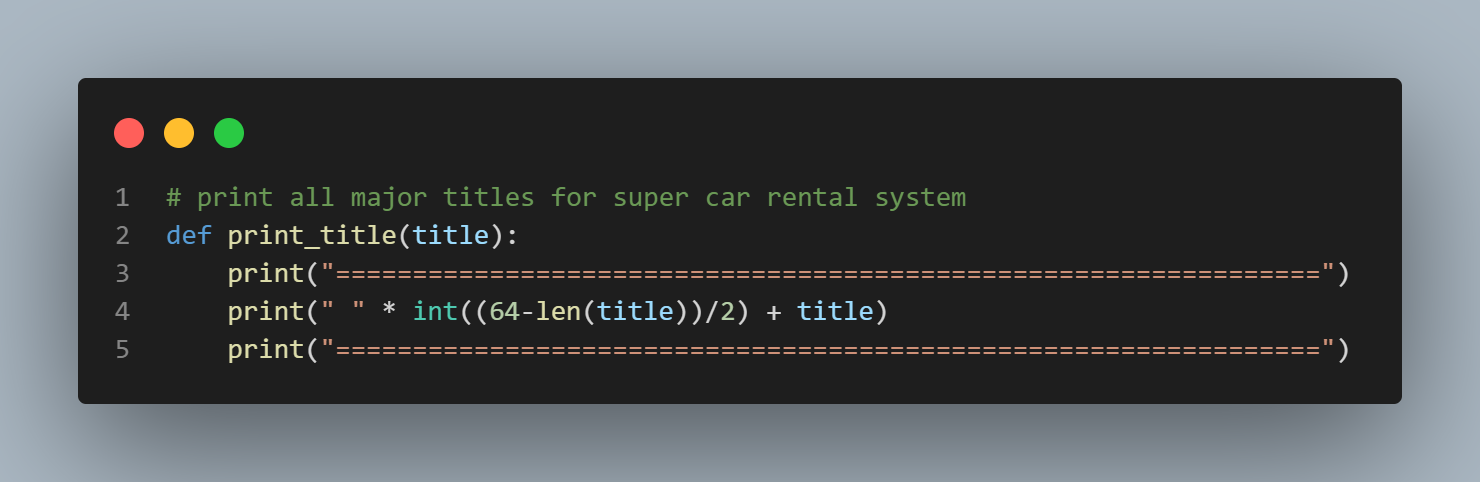 1 # print all major titles for super car rental system
2 def print_title(title):
3     print("================================================================")
4     print(" " * int((64-len(title))/2) + title)
5     print("================================================================")